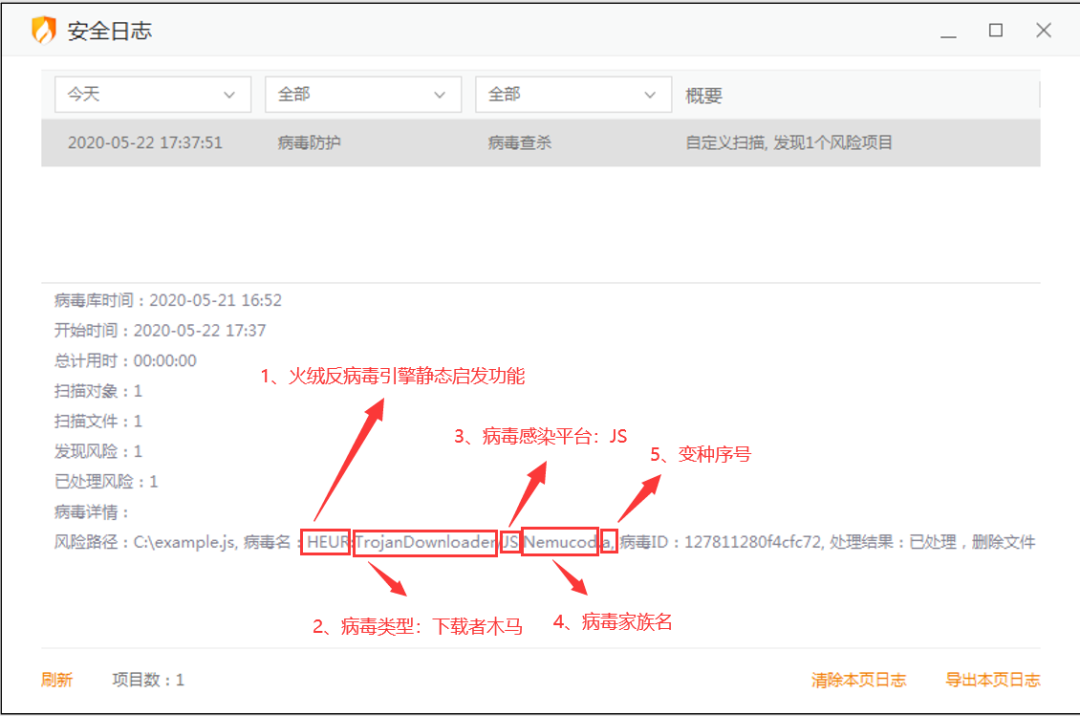 安全日志
今天 全部 全部 概要
2020-05-22 17:37:51 病毒防护 病毒查杀 自定义扫描, 发现1个风险项目
病毒库时间：2020-05-21 16:52
开始时间：2020-05-22 17:37
总计用时：00:00:00
1、火绒反病毒引擎静态启发功能
扫描对象：1
扫描文件：1
3、病毒感染平台：JS
发现风险：1
5、变种序号
已处理风险：1
病毒详情：
风险路径：C:\example.js, 病毒名：HEUR:TrojanDownloader/JS.Nemucod.a, 病毒ID：127811280f4cfc72, 处理结果：已处理，删除文件
2、病毒类型：下载者木马
4、病毒家族名
刷新 项目数：1 清除本页日志 导出本页日志